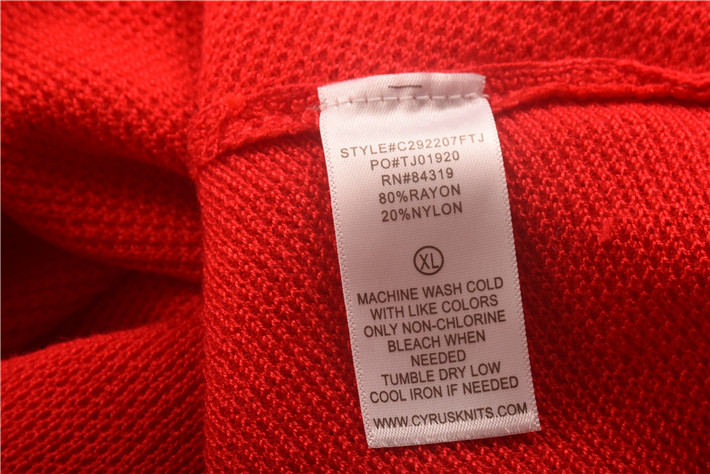 STYLE#C292207FTJ
PO#TJ01920
RN#84319
80%RAYON
20%NYLON
XL
MACHINE WASH COLD
WITH LIKE COLORS
ONLY NON-CHLORINE
BLEACH WHEN
NEEDED
TUMBLE DRY LOW
COOL IRON IF NEEDED
WWW.CYRUSKNITS.COM